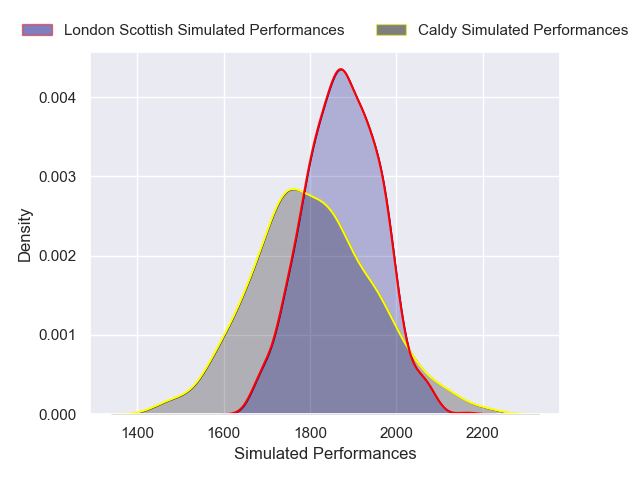 London Scottish Simulated Performances
Caldy Simulated Performances
0.004
0.003
0.002
0.001
0.000
Density
1400 1600 1800 2000 2200
Simulated Performances